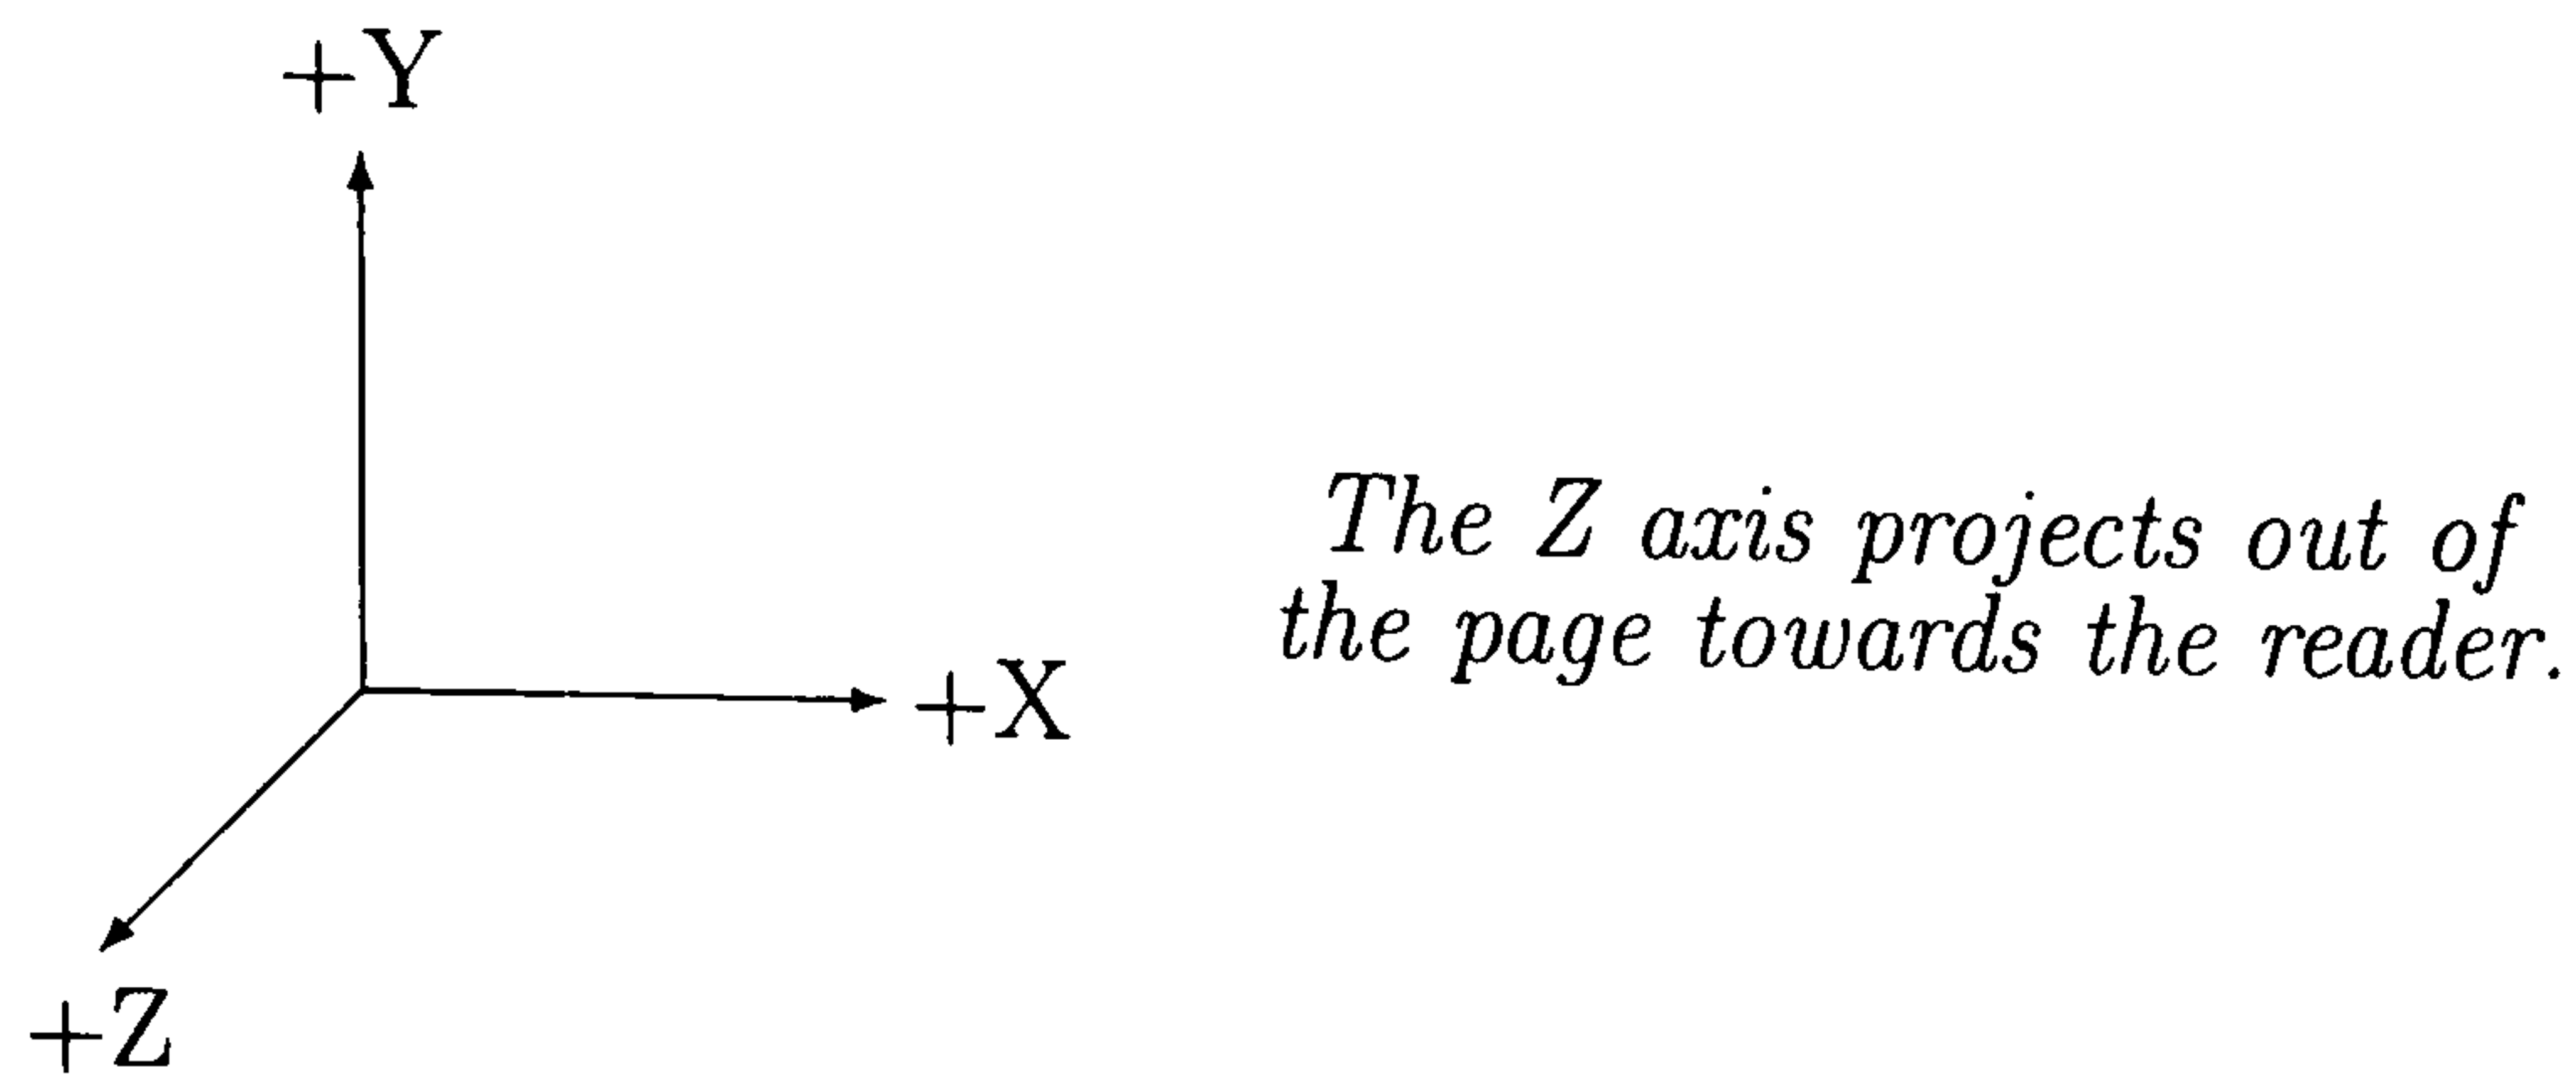 +Y
The Z axis projects out of
the page towards the reader.
+X
+Z